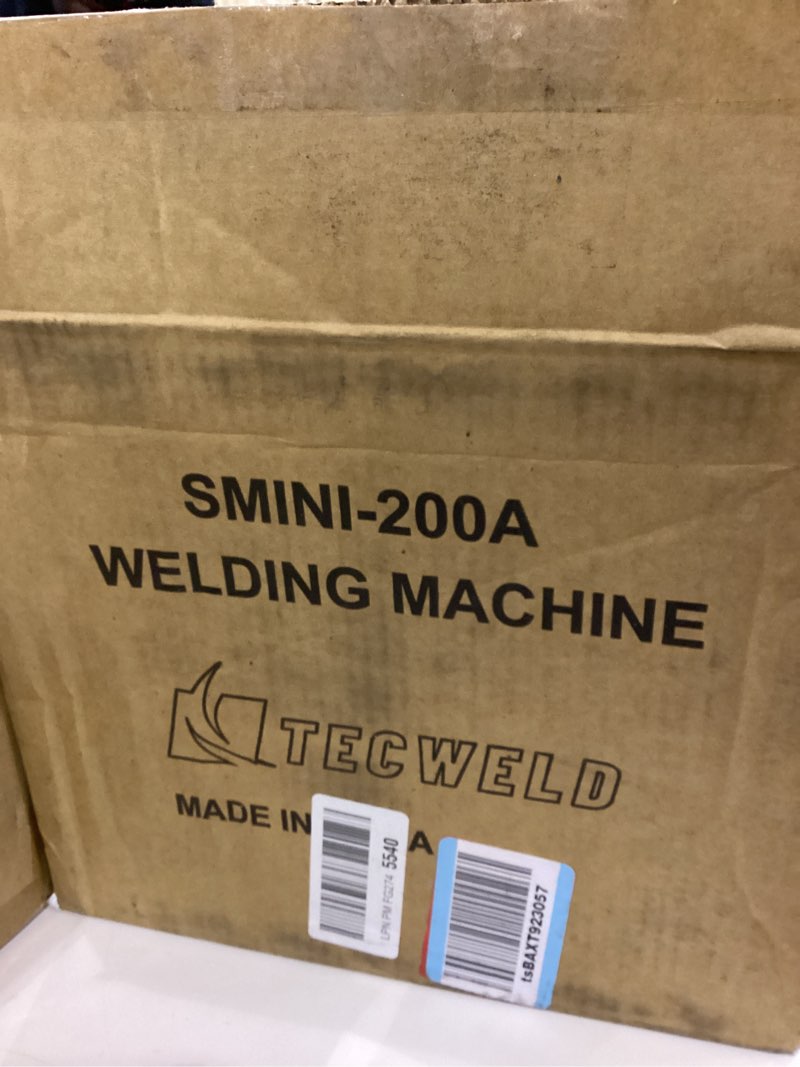 SMINI-200A
WELDING MACHINE
TECWELD
MADE IN A
LPN PM FG274 5540
tsBAXT923057